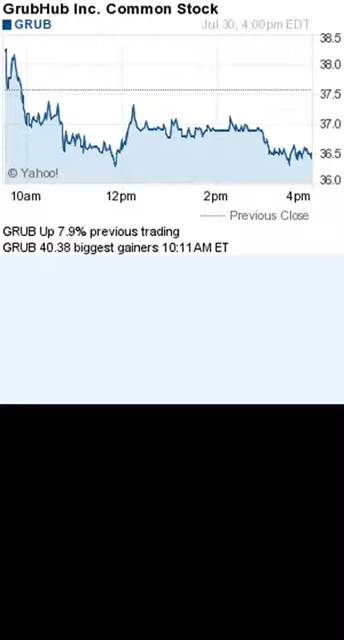 GrubHub Inc. Common Stock
GRUB Jul 30, 4:00pm EDT
38.5
38.0
37.5
37.0
36.5
36.0
© Yahoo!
10am 12pm 2pm 4pm
Previous Close
GRUB Up 7.9% previous trading
GRUB 40.38 biggest gainers 10:11AM ET